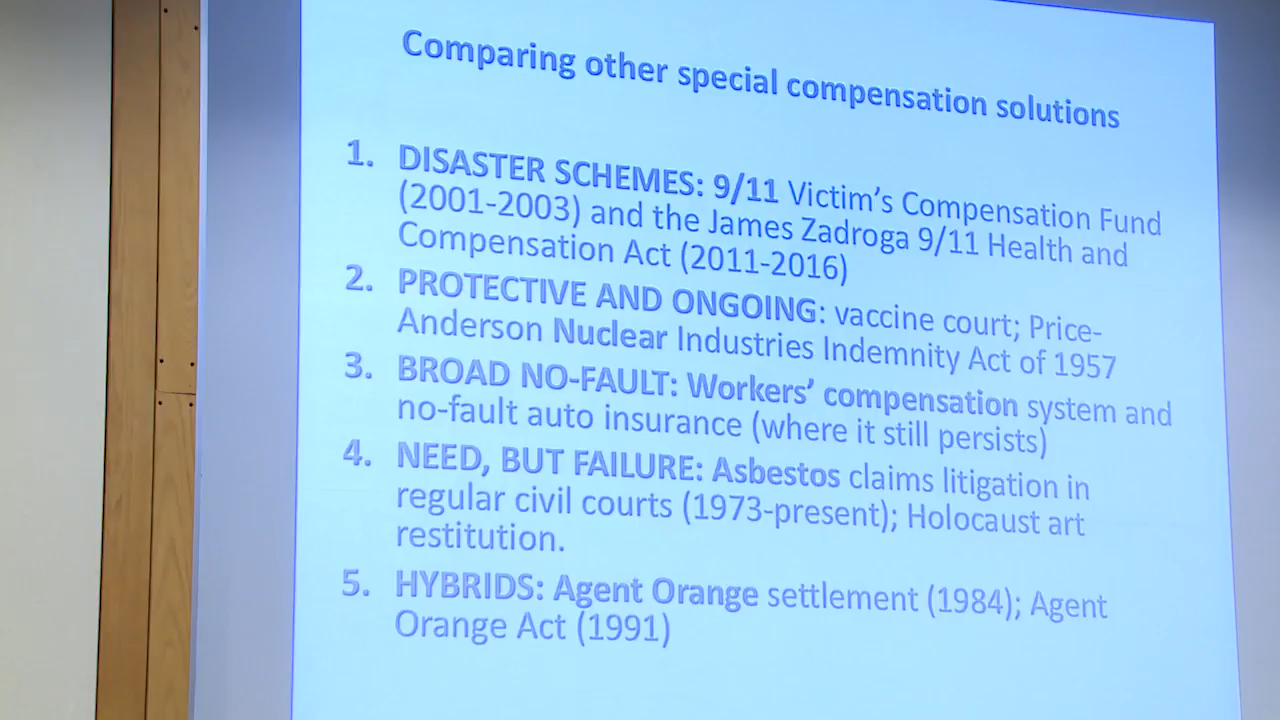 Comparing other special compensation solutions
1. DISASTER SCHEMES: 9/11 Victim's Compensation Fund
(2001-2003) and the James Zadroga 9/11 Health and
Compensation Act (2011-2016)
2. PROTECTIVE AND ONGOING: vaccine court; Price-
Anderson Nuclear Industries Indemnity Act of 1957
3. BROAD NO-FAULT: Workers' compensation system and
no-fault auto insurance (where it still persists)
4. NEED, BUT FAILURE: Asbestos claims litigation in
regular civil courts (1973-present); Holocaust art
restitution.
5. HYBRIDS: Agent Orange settlement (1984); Agent
Orange Act (1991)